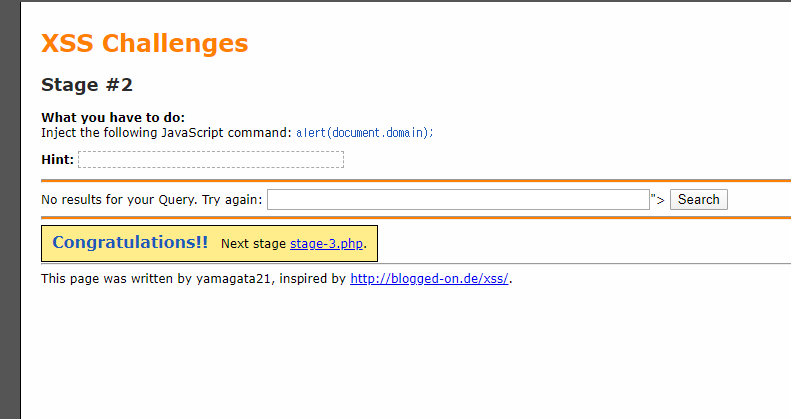 XSS Challenges
Stage #2
What you have to do:
Inject the following JavaScript command: alert(document.domain);
Hint:
No results for your Query. Try again: "> Search
Congratulations!! Next stage stage-3.php.
This page was written by yamagata21, inspired by http://blogged-on.de/xss/.